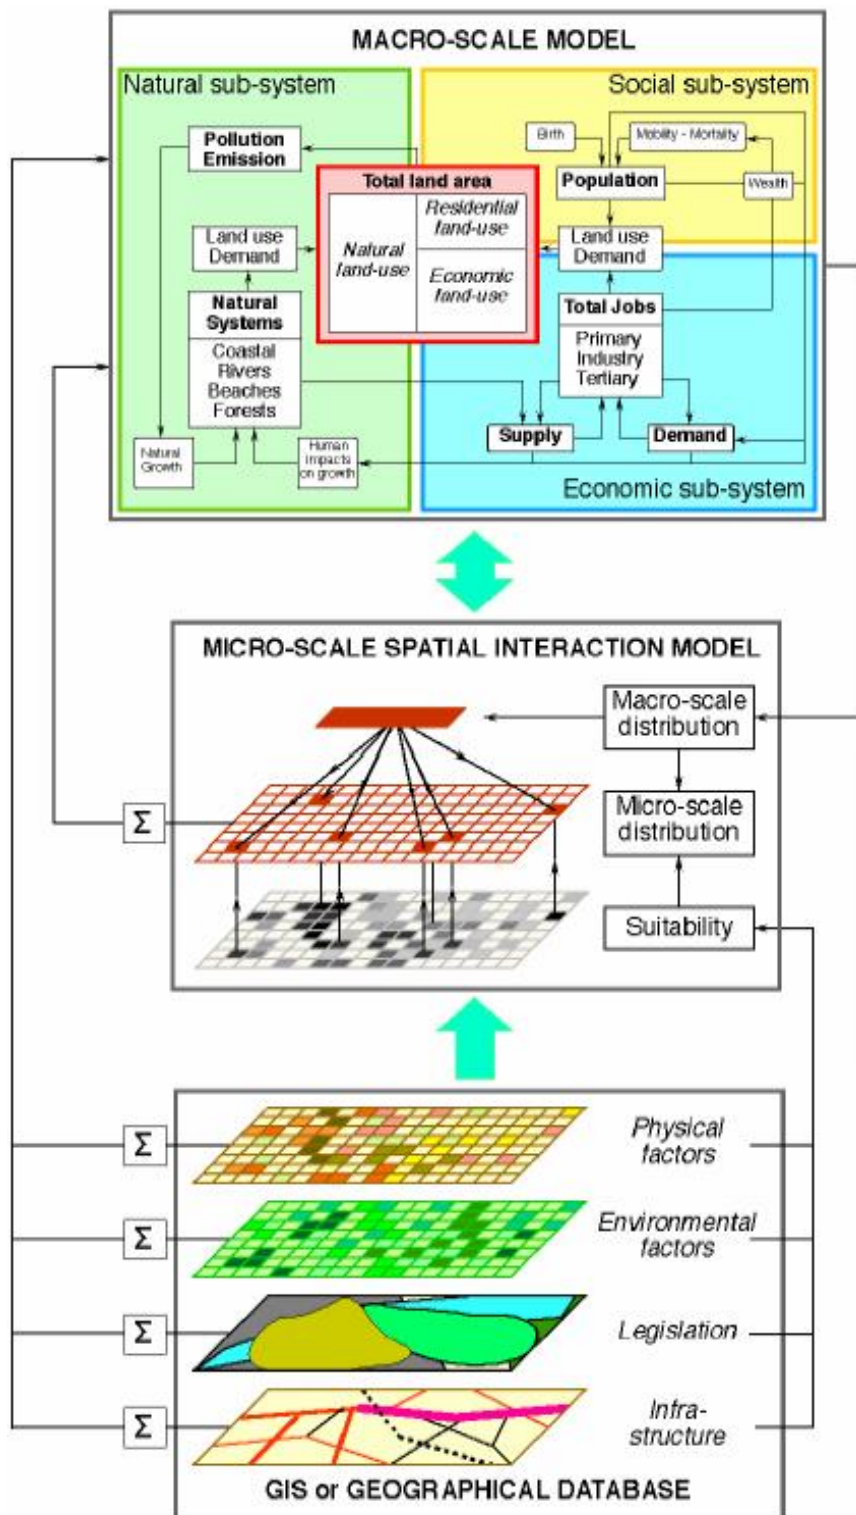 MACRO-SCALE MODEL
Natural sub-system
Social sub-system
Pollution
Emission
Birth
Mobility - Mortality
Population
Wealth
Total land area
Natural
land-use
Residential
land-use
Economic
land-use
Land use
Demand
Land use
Demand
Natural
Systems
Coastal
Rivers
Beaches
Forests
Total Jobs
Primary
Industry
Tertiary
Natural
Growth
Human
Impacts
on growth
Supply
Demand
Economic sub-system
MICRO-SCALE SPATIAL INTERACTION MODEL
Macro-scale
distribution
Micro-scale
distribution
Σ
Suitability
Σ
Physical
factors
Σ
Environmental
factors
Σ
Legislation
Σ
Infra-
structure
GIS or GEOGRAPHICAL DATABASE